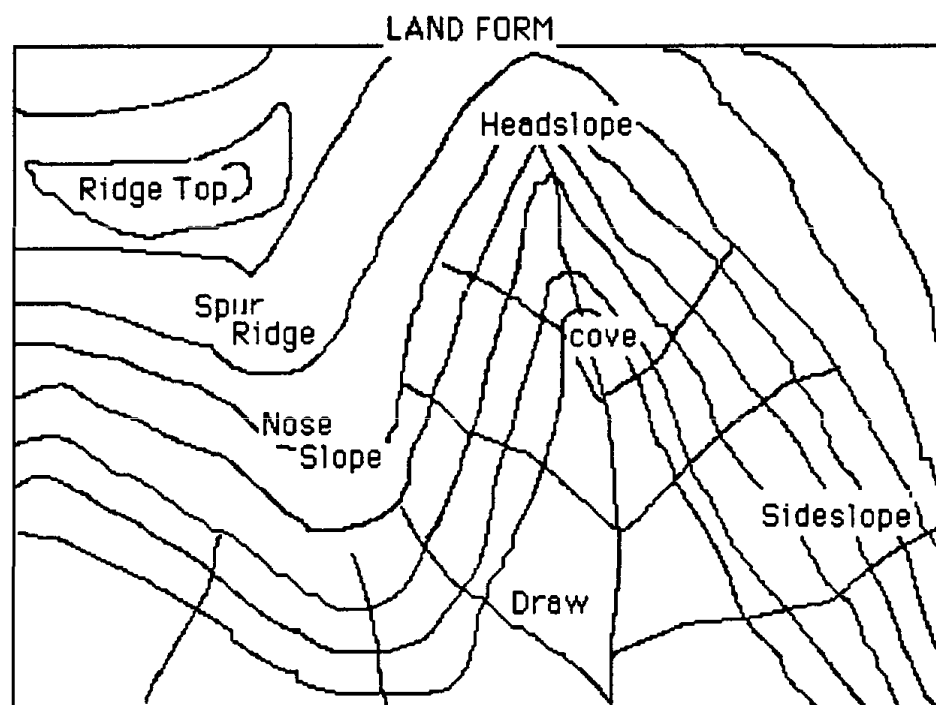 LAND FORM
Headslope
Ridge Top
Spur
Ridge
cove
Nose
Slope
Sideslope
Draw